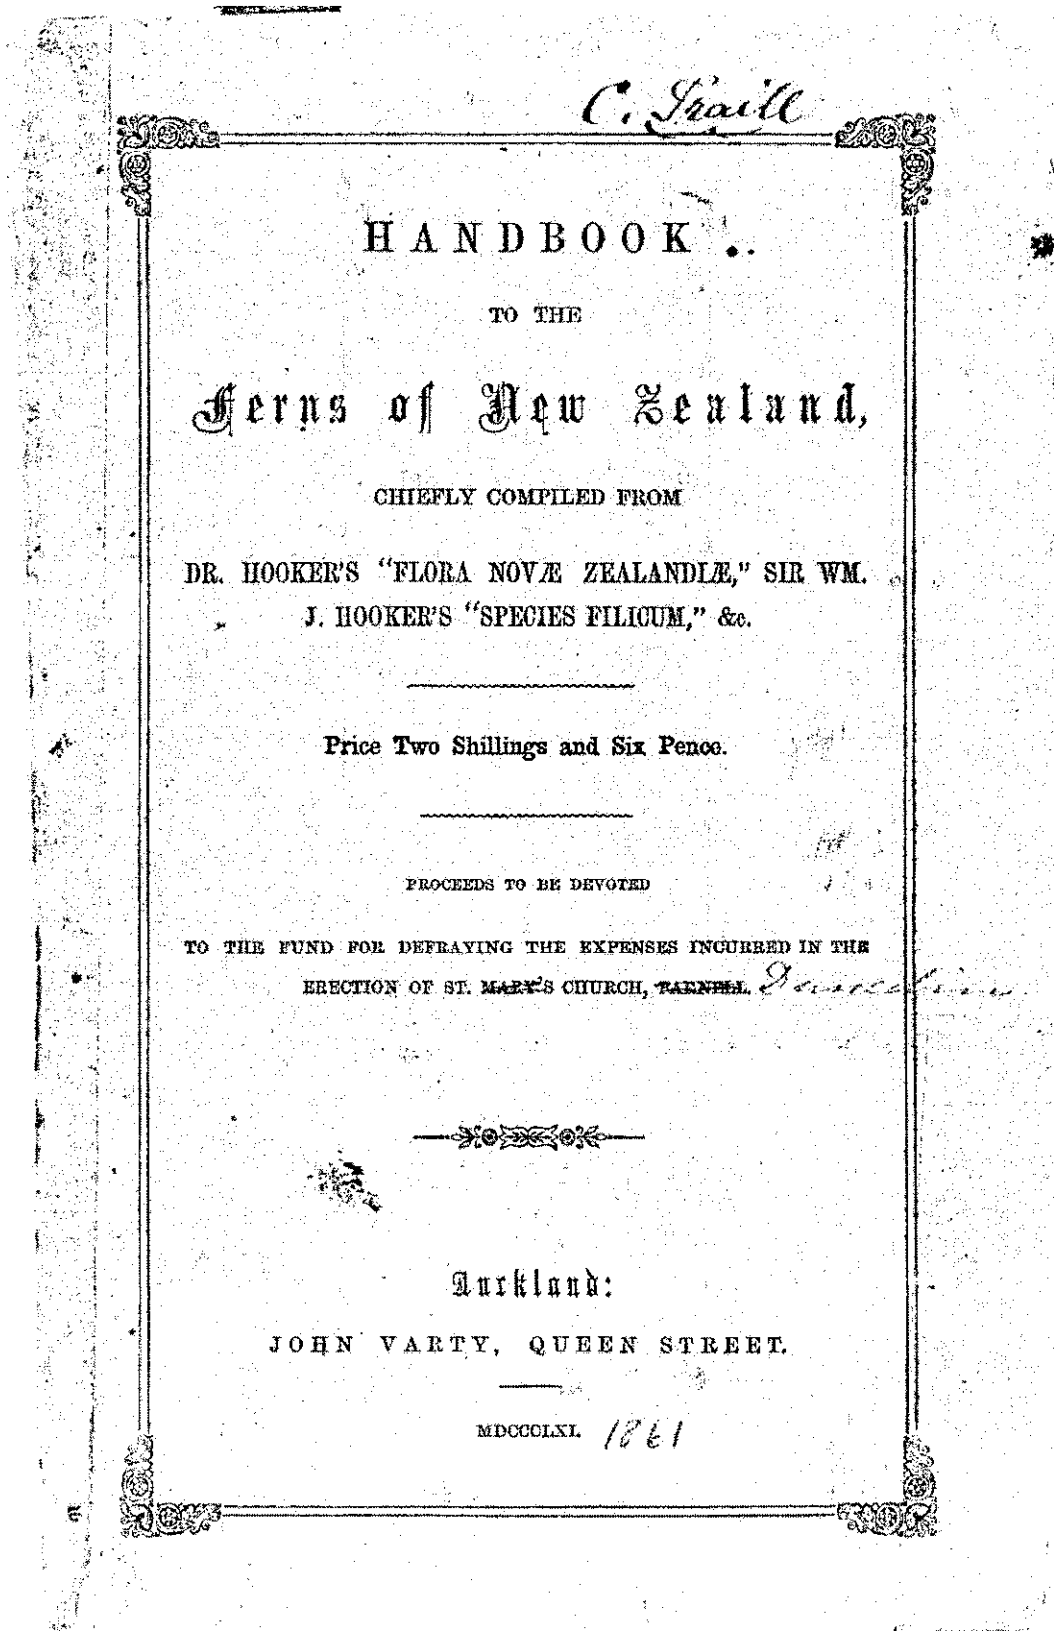 C. Traill
HANDBOOK
TO THE
Ferns of New Zealand,
CHIEFLY COMPILED FROM
DR. HOOKER'S "FLORA NOVÆ ZEALANDIÆ," SIR WM.
J. HOOKER'S "SPECIES FILICUM," &c.
Price Two Shillings and Six Pence.
PROCEEDS TO BE DEVOTED
TO THE FUND FOR DEFRAYING THE EXPENSES INCURRED IN THE
ERECTION OF ST. MARY'S CHURCH, PARNELL.
Auckland:
JOHN VARTY, QUEEN STREET.
MDCCCLXI. 1861